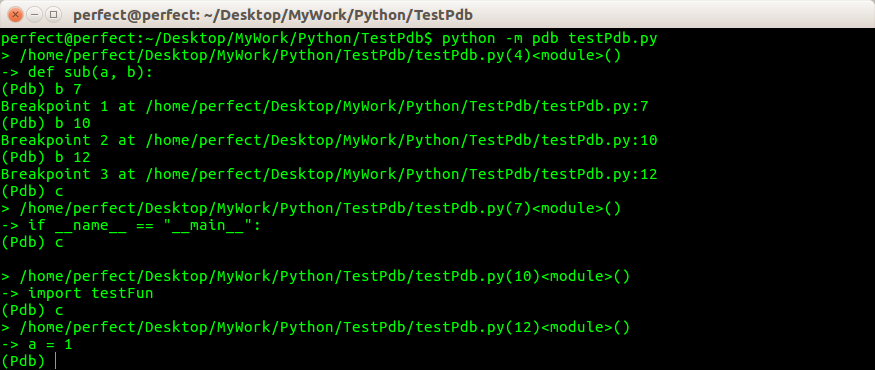 perfect@perfect: ~/Desktop/MyWork/Python/TestPdb
perfect@perfect:~/Desktop/MyWork/Python/TestPdb$ python -m pdb testPdb.py
> /home/perfect/Desktop/MyWork/Python/TestPdb/testPdb.py(4)<module>()
-> def sub(a, b):
(Pdb) b 7
Breakpoint 1 at /home/perfect/Desktop/MyWork/Python/TestPdb/testPdb.py:7
(Pdb) b 10
Breakpoint 2 at /home/perfect/Desktop/MyWork/Python/TestPdb/testPdb.py:10
(Pdb) b 12
Breakpoint 3 at /home/perfect/Desktop/MyWork/Python/TestPdb/testPdb.py:12
(Pdb) c
> /home/perfect/Desktop/MyWork/Python/TestPdb/testPdb.py(7)<module>()
-> if __name__ == "__main__":
(Pdb) c
> /home/perfect/Desktop/MyWork/Python/TestPdb/testPdb.py(10)<module>()
-> import testFun
(Pdb) c
> /home/perfect/Desktop/MyWork/Python/TestPdb/testPdb.py(12)<module>()
-> a = 1
(Pdb)